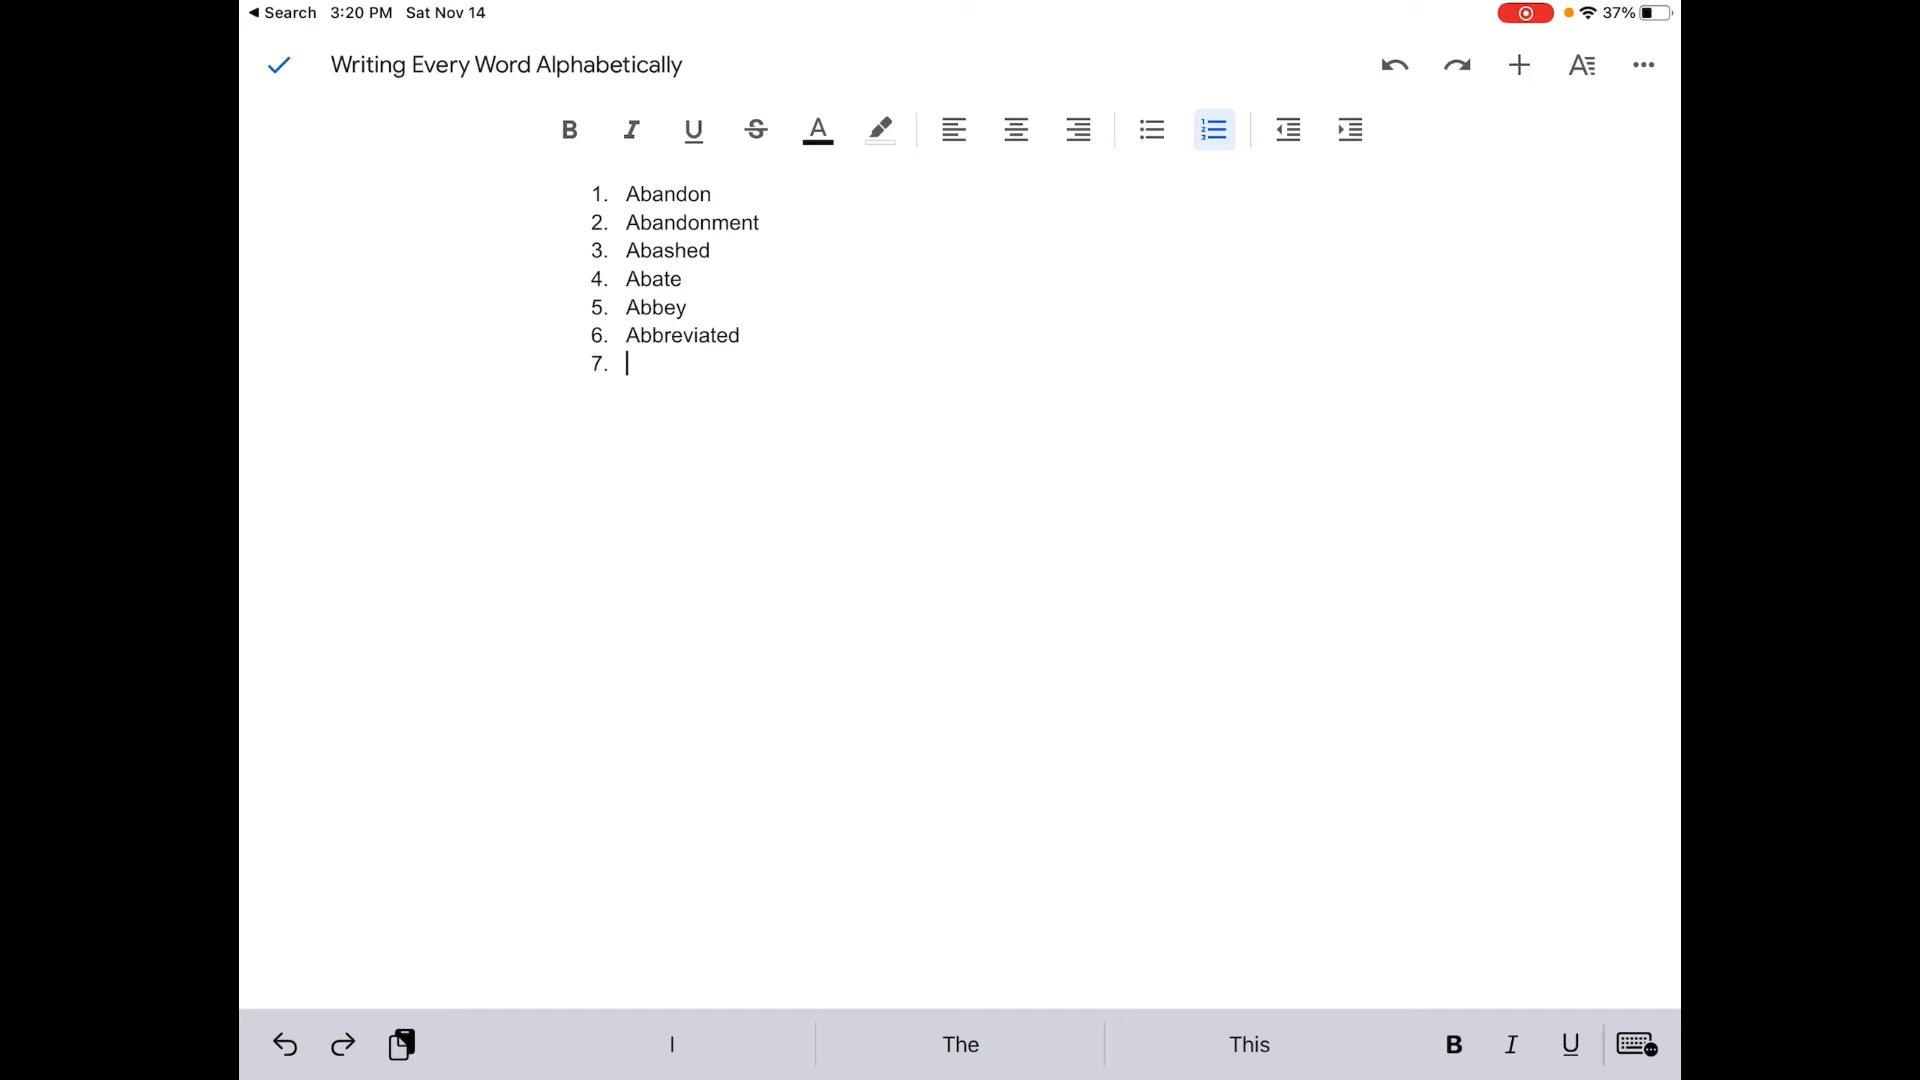 ◀ Search 3:20 PM Sat Nov 14 37%
Writing Every Word Alphabetically
B I U S A
1. Abandon
2. Abandonment
3. Abashed
4. Abate
5. Abbey
6. Abbreviated
7.
I The This B I U